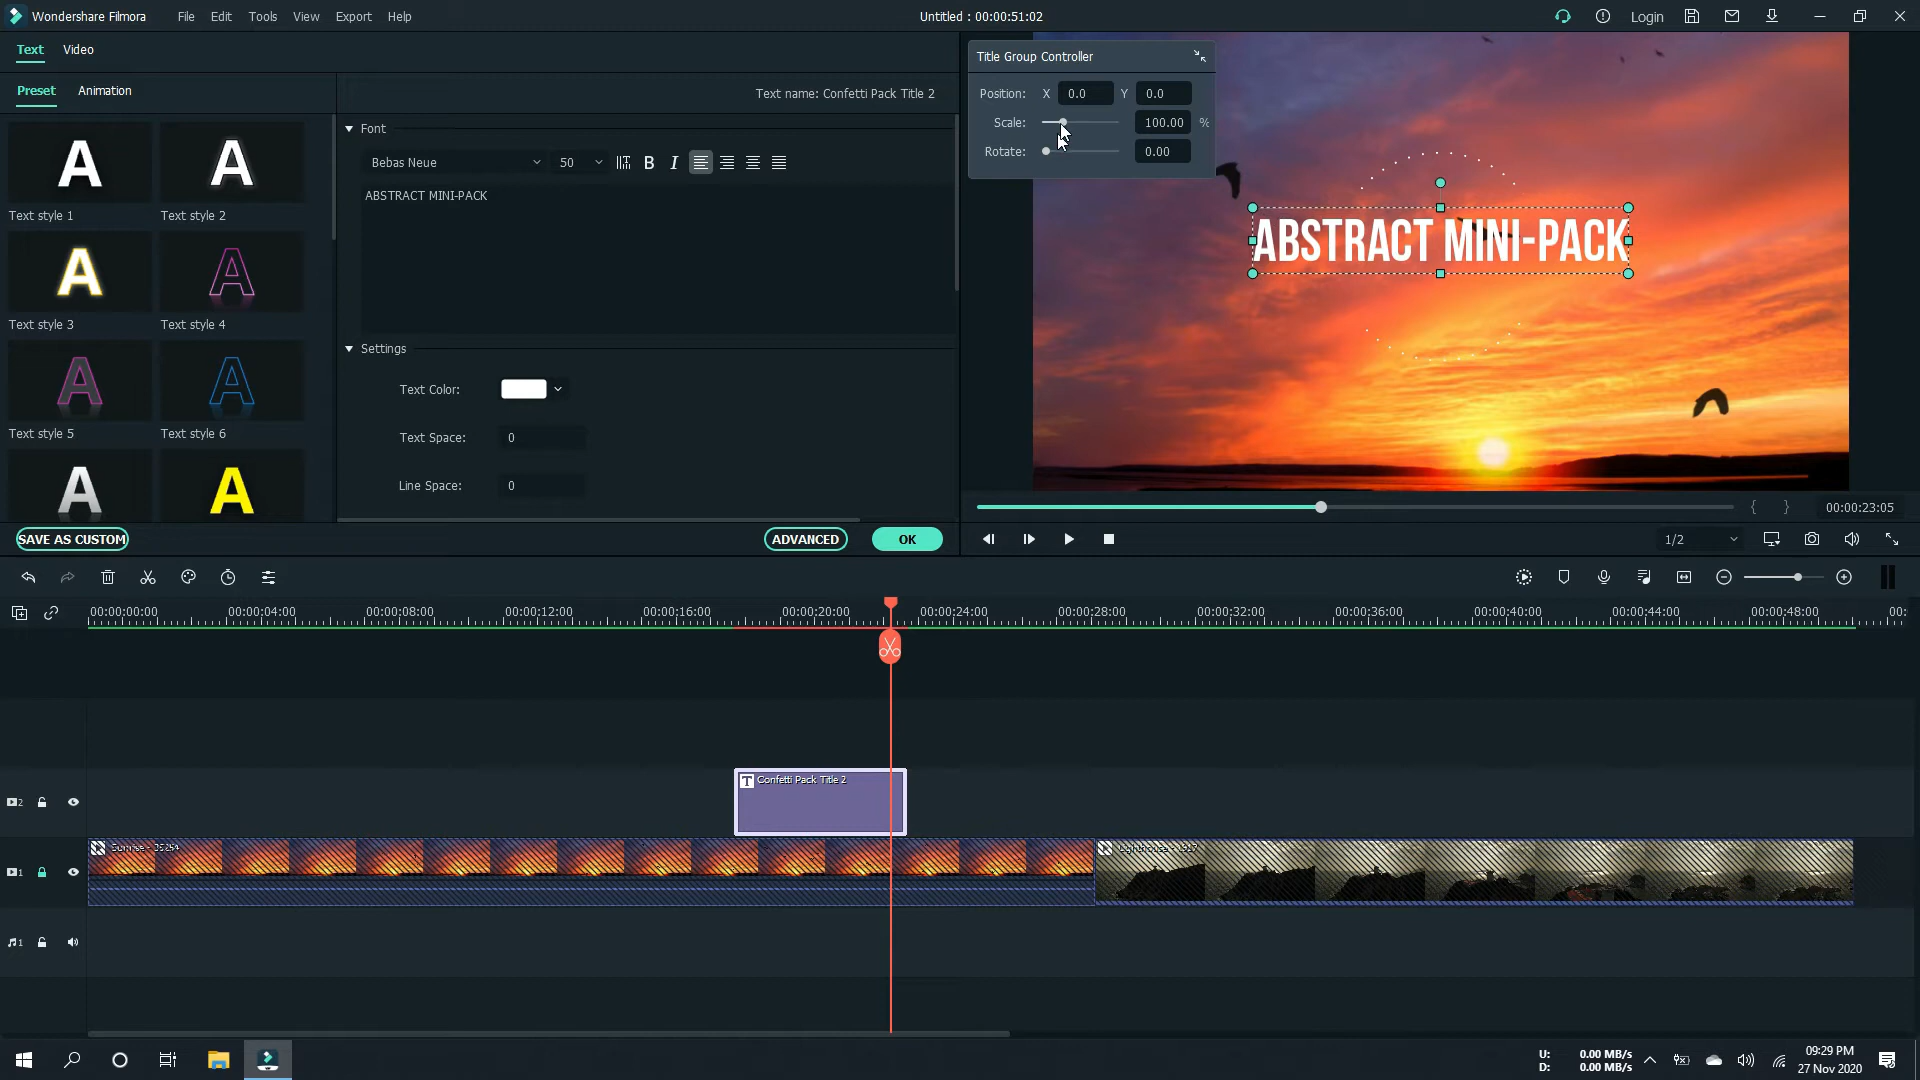 Wondershare Filmora
File Edit Tools View Export Help
Untitled : 00:00:51:02
Login
Text Video
Preset Animation
Text name: Confetti Pack Title 2
Text style 1
Text style 2
Text style 3
Text style 4
Text style 5
Text style 6
Font
Bebas Neue 50 B I
ABSTRACT MINI-PACK
Settings
Text Color:
Text Space: 0
Line Space: 0
SAVE AS CUSTOM
ADVANCED
OK
Title Group Controller
Position: X 0.0 Y 0.0
Scale: 100.00 %
Rotate: 0.00
ABSTRACT MINI-PACK
{ } 00:00:23:05
1/2
00:00:00:00 00:00:04:00 00:00:08:00 00:00:12:00 00:00:16:00 00:00:20:00 00:00:24:00 00:00:28:00 00:00:32:00 00:00:36:00 00:00:40:00 00:00:44:00 00:00:48:00 00:
T Confetti Pack Title 2
2
Sunrise - 35254
1
1
U: 0.00 MB/s
D: 0.00 MB/s
09:29 PM
27 Nov 2020